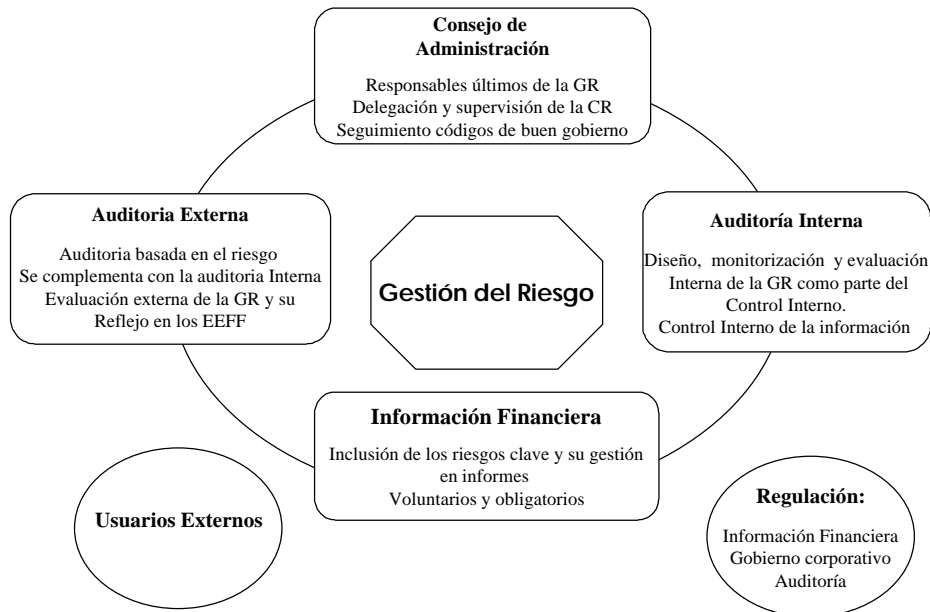 Consejo de
Administración
Responsables últimos de la GR
Delegación y supervisión de la CR
Seguimiento códigos de buen gobierno
Auditoria Externa
Auditoria basada en el riesgo
Se complementa con la auditoria Interna
Evaluación externa de la GR y su
Reflejo en los EEFF
Gestión del Riesgo
Auditoría Interna
Diseño, monitorización y evaluación
Interna de la GR como parte del
Control Interno.
Control Interno de la información
Información Financiera
Inclusión de los riesgos clave y su gestión
en informes
Voluntarios y obligatorios
Usuarios Externos
Regulación:
Información Financiera
Gobierno corporativo
Auditoría